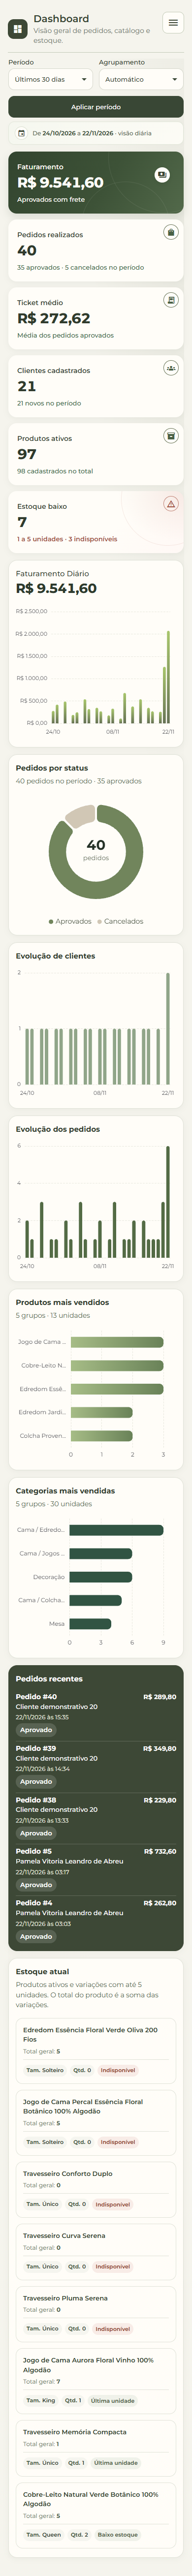 Dashboard
Visão geral de pedidos, catálogo e
estoque.
Período
Agrupamento
Últimos 30 dias
Automático
Aplicar período
De 24/10/2026 a 22/11/2026 · visão diária
Faturamento
R$ 9.541,60
Aprovados com frete
Pedidos realizados
40
35 aprovados · 5 cancelados no período
Ticket médio
R$ 272,62
Média dos pedidos aprovados
Clientes cadastrados
21
21 novos no período
Produtos ativos
97
98 cadastrados no total
Estoque baixo
7
1 a 5 unidades · 3 indisponíveis
Faturamento Diário
R$ 9.541,60
R$ 2.500,00
R$ 2.000,00
R$ 1.500,00
R$ 1.000,00
R$ 500,00
R$ 0,00
24/10
08/11
22/11
Pedidos por status
40 pedidos no período · 35 aprovados
40
pedidos
Aprovados
Cancelados
Evolução de clientes
2
1
0
24/10
08/11
22/11
Evolução dos pedidos
6
4
2
0
24/10
08/11
22/11
Produtos mais vendidos
5 grupos · 13 unidades
Jogo de Cama ...
Cobre-Leito N...
Edredom Essê...
Edredom Jardi...
Colcha Proven...
0
1
2
3
Categorias mais vendidas
5 grupos · 30 unidades
Cama / Edredo...
Cama / Jogos ...
Decoração
Cama / Colcha...
Mesa
0
3
6
9
Pedidos recentes
Pedido #40
R$ 289,80
Cliente demonstrativo 20
22/11/2026 às 15:35
Aprovado
Pedido #39
R$ 349,80
Cliente demonstrativo 20
22/11/2026 às 14:34
Aprovado
Pedido #38
R$ 229,80
Cliente demonstrativo 20
22/11/2026 às 13:33
Aprovado
Pedido #5
R$ 732,60
Pamela Vitoria Leandro de Abreu
22/11/2026 às 03:17
Aprovado
Pedido #4
R$ 262,80
Pamela Vitoria Leandro de Abreu
22/11/2026 às 03:03
Aprovado
Estoque atual
Produtos ativos e variações com até 5
unidades. O total do produto é a soma das
variações.
Edredom Essência Floral Verde Oliva 200
Fios
Total geral: 5
Tam. Solteiro
Qtd. 0
Indisponível
Jogo de Cama Percal Essência Floral
Botânico 100% Algodão
Total geral: 5
Tam. Solteiro
Qtd. 0
Indisponível
Travesseiro Conforto Duplo
Total geral: 0
Tam. Único
Qtd. 0
Indisponível
Travesseiro Curva Serena
Total geral: 0
Tam. Único
Qtd. 0
Indisponível
Travesseiro Pluma Serena
Total geral: 0
Tam. Único
Qtd. 0
Indisponível
Jogo de Cama Aurora Floral Vinho 100%
Algodão
Total geral: 7
Tam. King
Qtd. 1
Última unidade
Travesseiro Memória Compacta
Total geral: 1
Tam. Único
Qtd. 1
Última unidade
Cobre-Leito Natural Verde Botânico 100%
Algodão
Total geral: 5
Tam. Queen
Qtd. 2
Baixo estoque